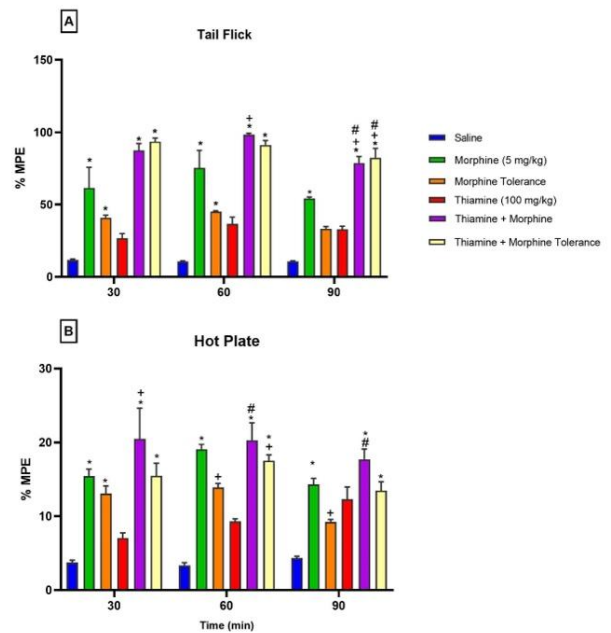 A
Tail Flick
150
100
50
0
% MPE
* * * * *
* * + * *
* # + * # + *
30 60 90
Saline
Morphine (5 mg/kg)
Morphine Tolerance
Thiamine (100 mg/kg)
Thiamine + Morphine
Thiamine + Morphine Tolerance
B
Hot Plate
30
20
10
0
% MPE
* * + * *
* + # * * +
* + * # *
30 60 90
Time (min)